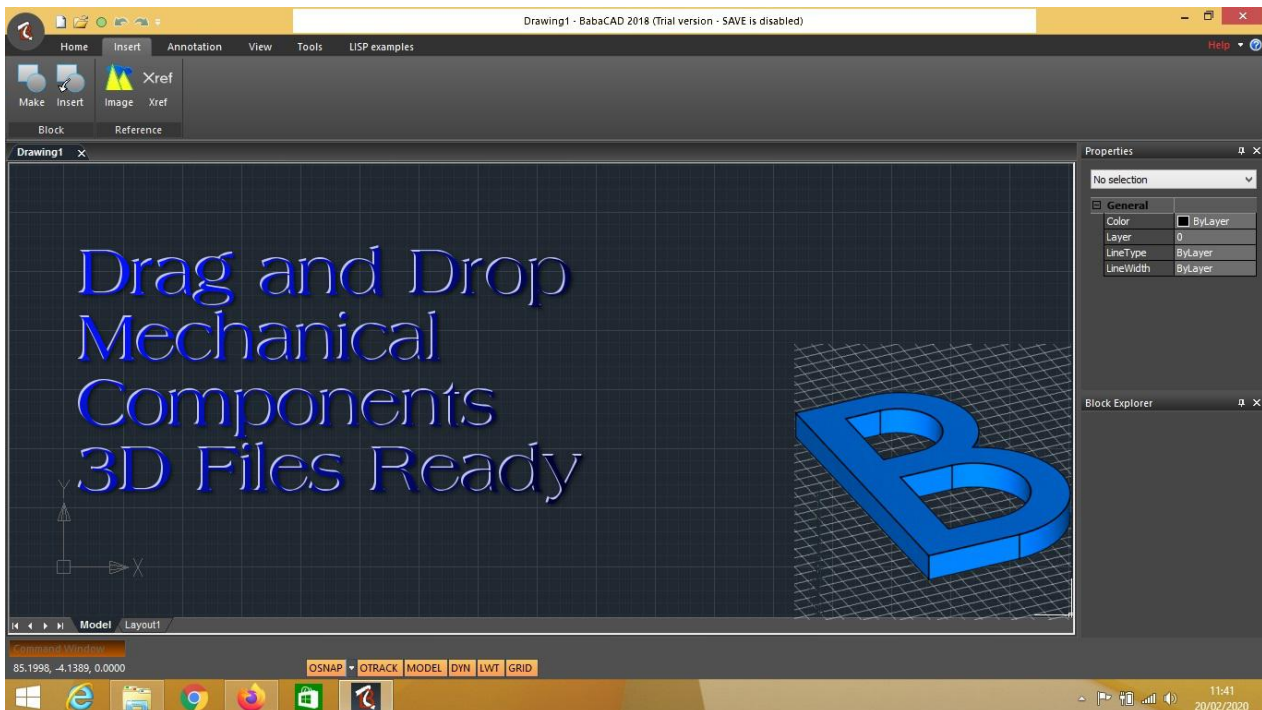 Drawing1 - BabaCAD 2018 (Trial version - SAVE is disabled)
Home Insert Annotation View Tools LISP examples Help
Xref
Make Insert Image Xref
Block Reference
Drawing1
Properties
No selection
General
Color ByLayer
Layer 0
LineType ByLayer
LineWidth ByLayer
Drag and Drop
Mechanical
Components
3D Files Ready
B
Y
X
Block Explorer
Model Layout1
Command Window
85.1998, -4.1389, 0.0000
OSNAP OTRACK MODEL DYN LWT GRID
11:41
20/02/2020